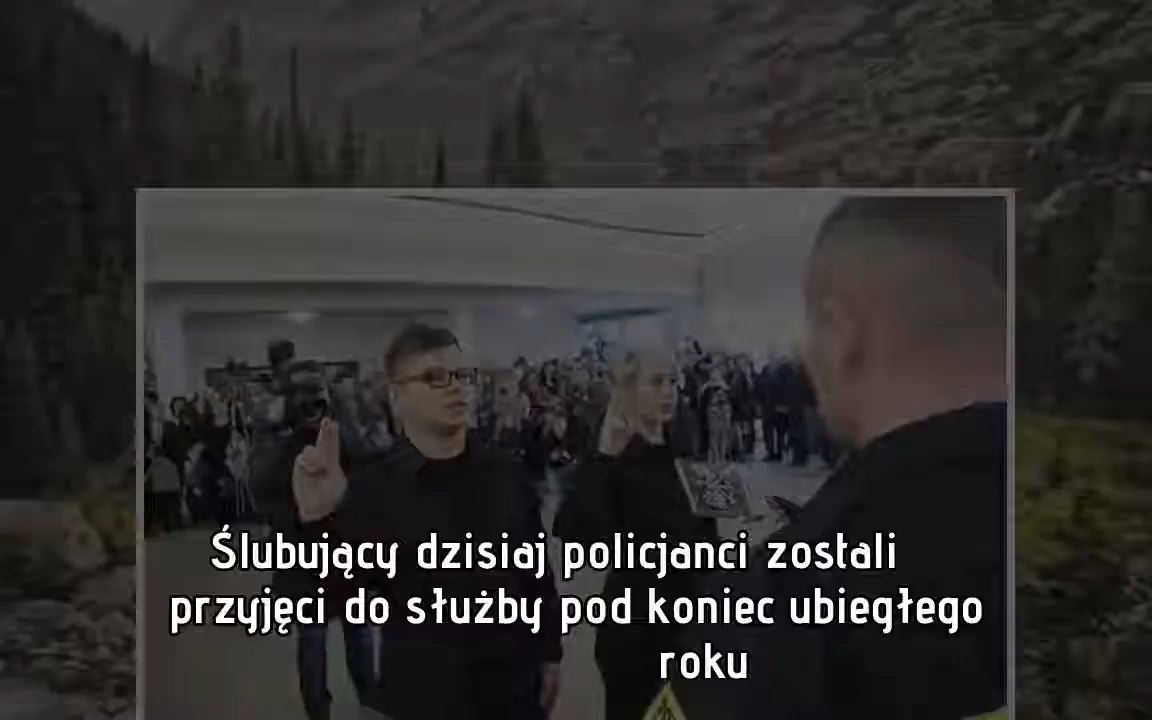 Ślubujący dzisiaj policjanci zostali
przyjęci do służby pod koniec ubiegłego
roku